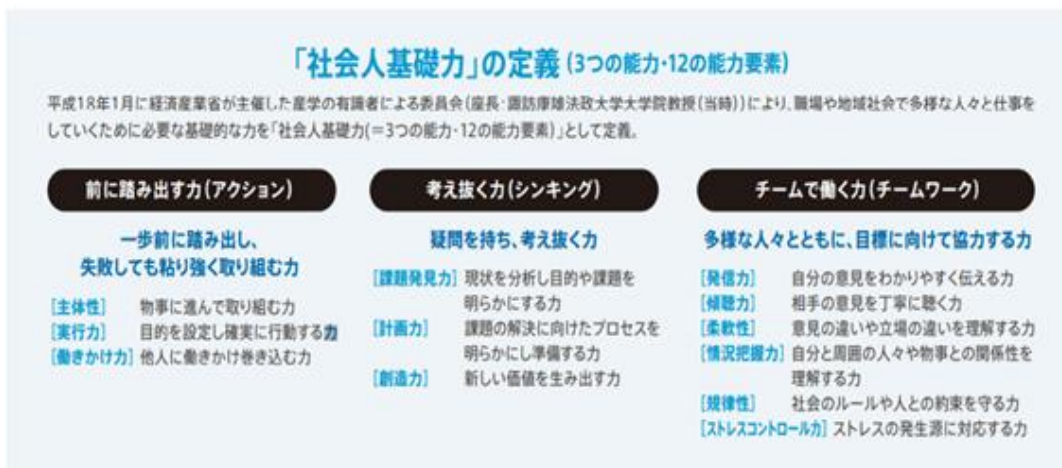 「社会人基礎力」の定義(3つの能力・12の能力要素)
平成18年1月に経済産業省が主催した産学の有識者による委員会(座長・諏訪康雄法政大学大学院教授(当時))により、職場や地域社会で多様な人々と仕事を
していくために必要な基礎的な力を「社会人基礎力(=3つの能力・12の能力要素)」として定義。
前に踏み出す力(アクション)
一歩前に踏み出し、
失敗しても粘り強く取り組む力
[主体性] 物事に進んで取り組む力
[実行力] 目的を設定し確実に行動する力
[働きかけ力] 他人に働きかけ巻き込む力
考え抜く力(シンキング)
疑問を持ち、考え抜く力
[課題発見力] 現状を分析し目的や課題を
明らかにする力
[計画力] 課題の解決に向けたプロセスを
明らかにし準備する力
[創造力] 新しい価値を生み出す力
チームで働く力(チームワーク)
多様な人々とともに、目標に向けて協力する力
[発信力] 自分の意見をわかりやすく伝える力
[傾聴力] 相手の意見を丁寧に聴く力
[柔軟性] 意見の違いや立場の違いを理解する力
[情況把握力] 自分と周囲の人々や物事との関係性を
理解する力
[規律性] 社会のルールや人との約束を守る力
[ストレスコントロール力] ストレスの発生源に対応する力